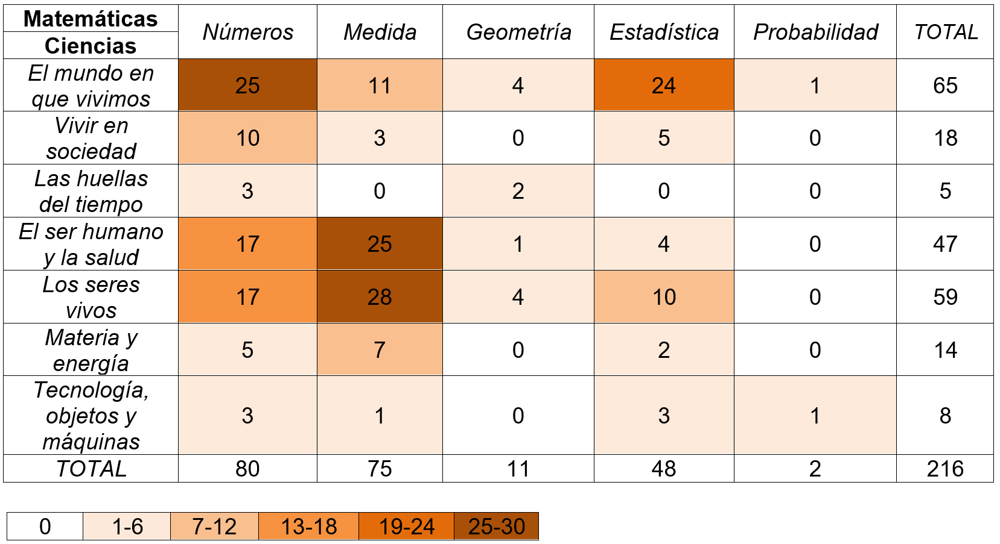 Matemáticas
Ciencias
Números Medida Geometría Estadística Probabilidad TOTAL
El mundo en
que vivimos
25 11 4 24 1 65
Vivir en
sociedad
10 3 0 5 0 18
Las huellas
del tiempo
3 0 2 0 0 5
El ser humano
y la salud
17 25 1 4 0 47
Los seres
vivos
17 28 4 10 0 59
Materia y
energía
5 7 0 2 0 14
Tecnología,
objetos y
máquinas
3 1 0 3 1 8
TOTAL 80 75 11 48 2 216
0 1-6 7-12 13-18 19-24 25-30